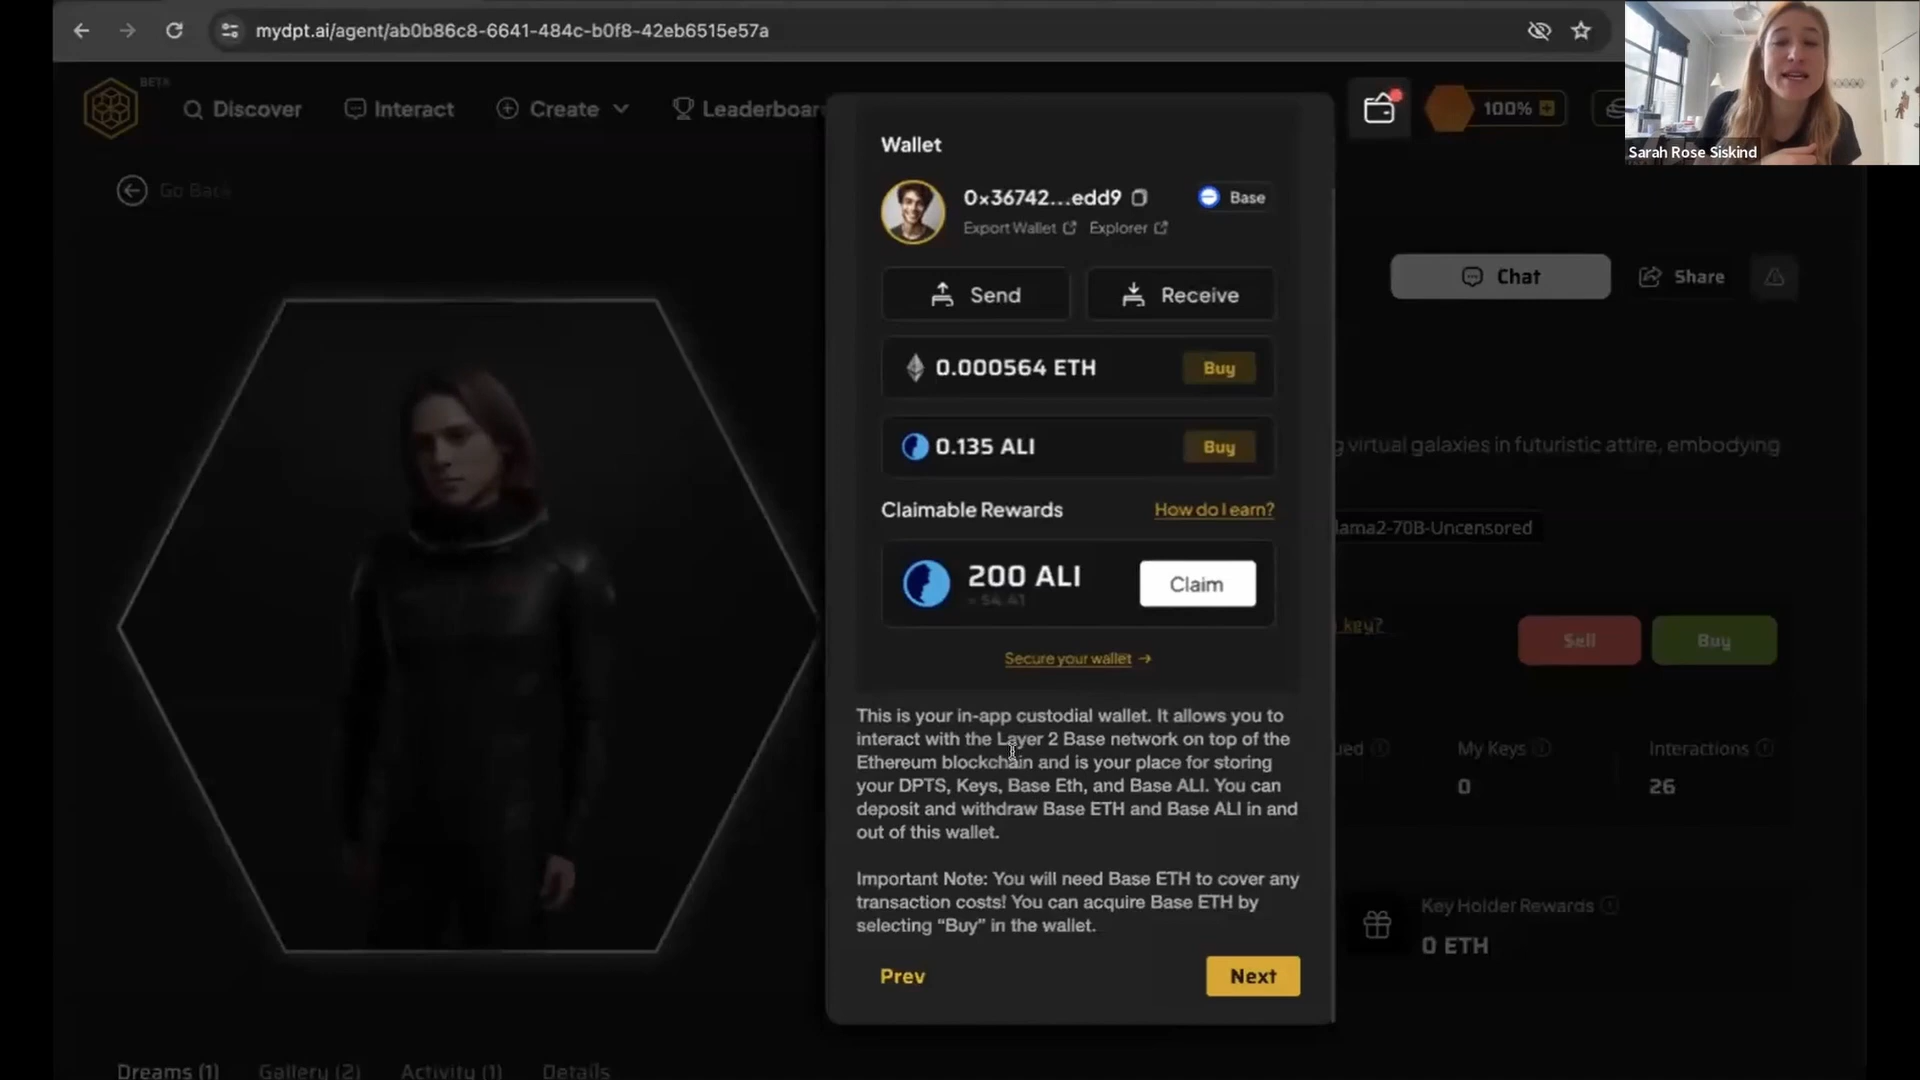 mydpt.ai/agent/ab0b86c8-6641-484c-b0f8-42eb6515e57a
BETA
Discover
Interact
Create
Leaderboar
100%
Sarah Rose Siskind
Go Back
Wallet
0x36742...edd9
Base
Export Wallet
Explorer
Send
Receive
0.000564 ETH
Buy
0.135 ALI
Buy
Claimable Rewards
How do I earn?
200 ALI
Claim
Secure your wallet →
This is your in-app custodial wallet. It allows you to
interact with the Layer 2 Base network on top of the
Ethereum blockchain and is your place for storing
your DPTS, Keys, Base Eth, and Base ALI. You can
deposit and withdraw Base ETH and Base ALI in and
out of this wallet.
Important Note: You will need Base ETH to cover any
transaction costs! You can acquire Base ETH by
selecting “Buy” in the wallet.
Prev
Next
Chat
Share
g virtual galaxies in futuristic attire, embodying
lama2-70B-Uncensored
key?
Sell
Buy
ued
My Keys
Interactions
0
26
Key Holder Rewards
0 ETH
Dreams (1)
Gallery (2)
Activity (1)
Details